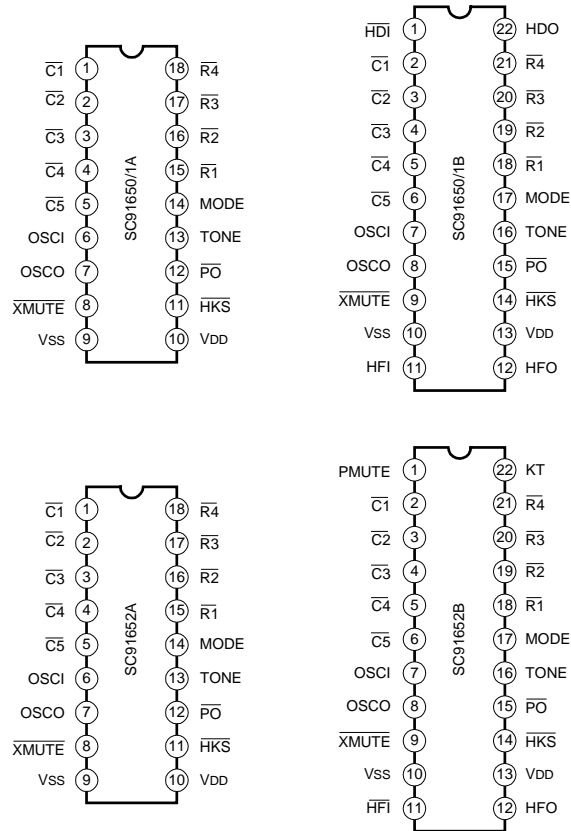 HDI 1 22 HDO
C1 1 18 R4
C1 2 21 R4
C2 2 17 R3
C2 3 20 R3
C3 3 16 R2
C3 4 19 R2
C4 4 15 R1
C4 5 18 R1
C5 5 14 MODE
C5 6 17 MODE
OSCI 6 13 TONE
OSCI 7 16 TONE
OSCO 7 12 PO
OSCO 8 15 PO
XMUTE 8 11 HKS
XMUTE 9 14 HKS
VSS 9 10 VDD
VSS 10 13 VDD
HFI 11 12 HFO
SC91650/1A
SC91650/1B
PMUTE 1 22 KT
C1 1 18 R4
C1 2 21 R4
C2 2 17 R3
C2 3 20 R3
C3 3 16 R2
C3 4 19 R2
C4 4 15 R1
C4 5 18 R1
C5 5 14 MODE
C5 6 17 MODE
OSCI 6 13 TONE
OSCI 7 16 TONE
OSCO 7 12 PO
OSCO 8 15 PO
XMUTE 8 11 HKS
XMUTE 9 14 HKS
VSS 9 10 VDD
VSS 10 13 VDD
HFI 11 12 HFO
SC91652A
SC91652B